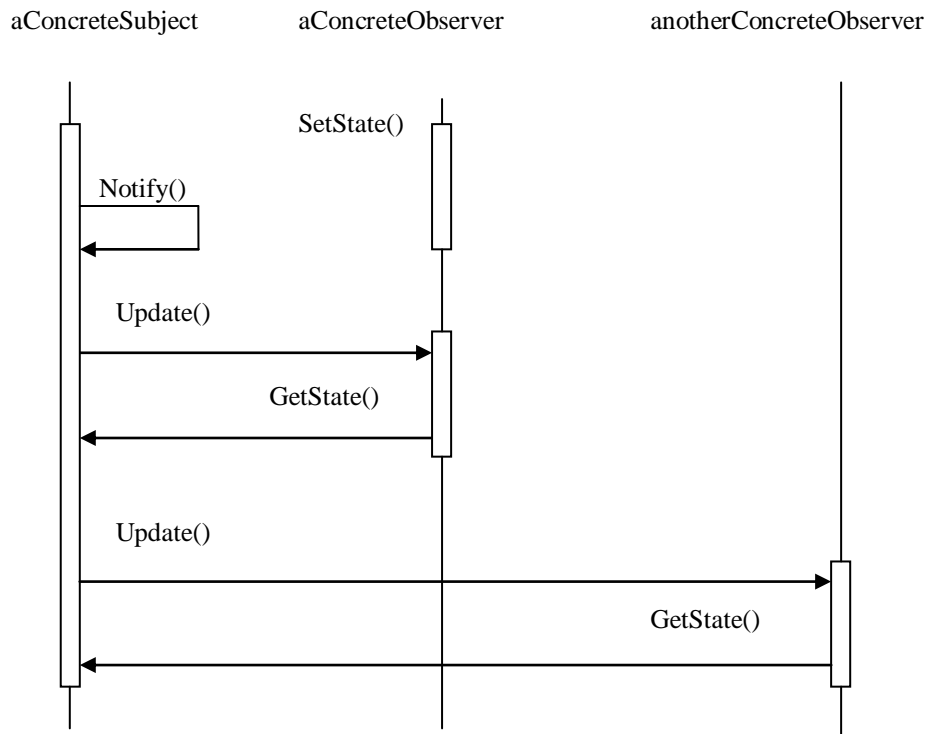 aConcreteSubject
aConcreteObserver
anotherConcreteObserver
SetState()
Notify()
Update()
GetState()
Update()
GetState()